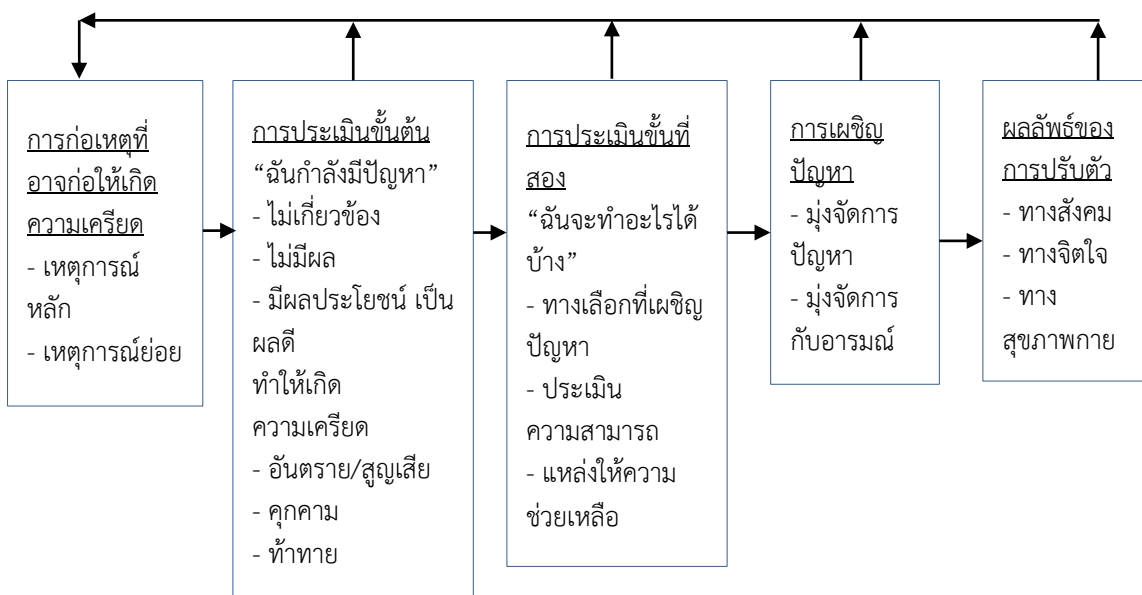 การก่อเหตุที่
อาจก่อให้เกิด
ความเครียด
- เหตุการณ์
หลัก
- เหตุการณ์ย่อย
การประเมินขั้นต้น
“ฉันกำลังมีปัญหา”
- ไม่เกี่ยวข้อง
- ไม่มีผล
- มีผลประโยชน์ เป็น
ผลดี
ทำให้เกิด
ความเครียด
- อันตราย/สูญเสีย
- คุกคาม
- ท้าทาย
การประเมินขั้นที่
สอง
“ฉันจะทำอะไรได้
บ้าง”
- ทางเลือกที่เผชิญ
ปัญหา
- ประเมิน
ความสามารถ
- แหล่งให้ความ
ช่วยเหลือ
การเผชิญ
ปัญหา
- มุ่งจัดการ
ปัญหา
- มุ่งจัดการ
กับอารมณ์
ผลลัพธ์ของ
การปรับตัว
- ทางสังคม
- ทางจิตใจ
- ทาง
สุขภาพกาย